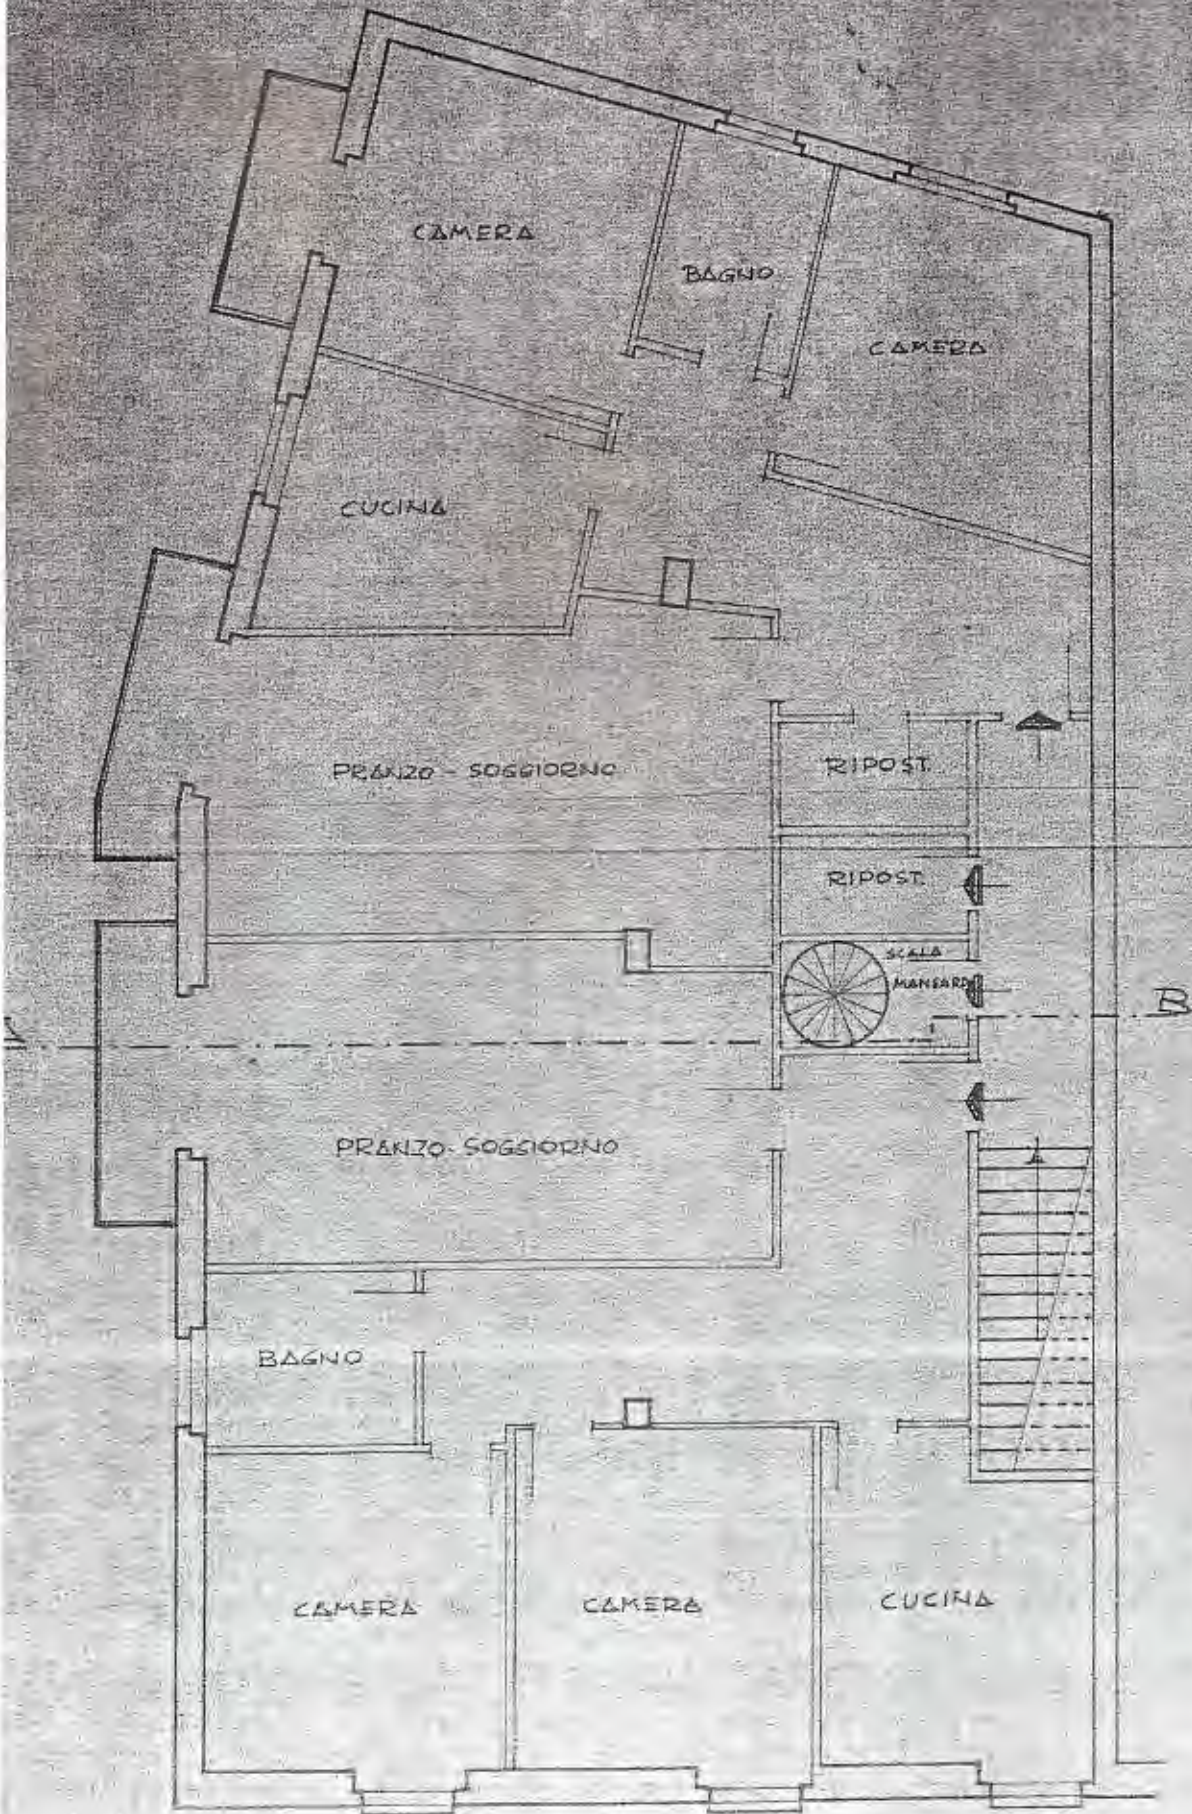 CAMERA
BAGNO
CAMERA
CUCINA
PRANZO - SOGGIORNO
RIPOST.
RIPOST.
SCALA
MANSARD
B
PRANZO - SOGGIORNO
BAGNO
CAMERA
CAMERA
CUCINA